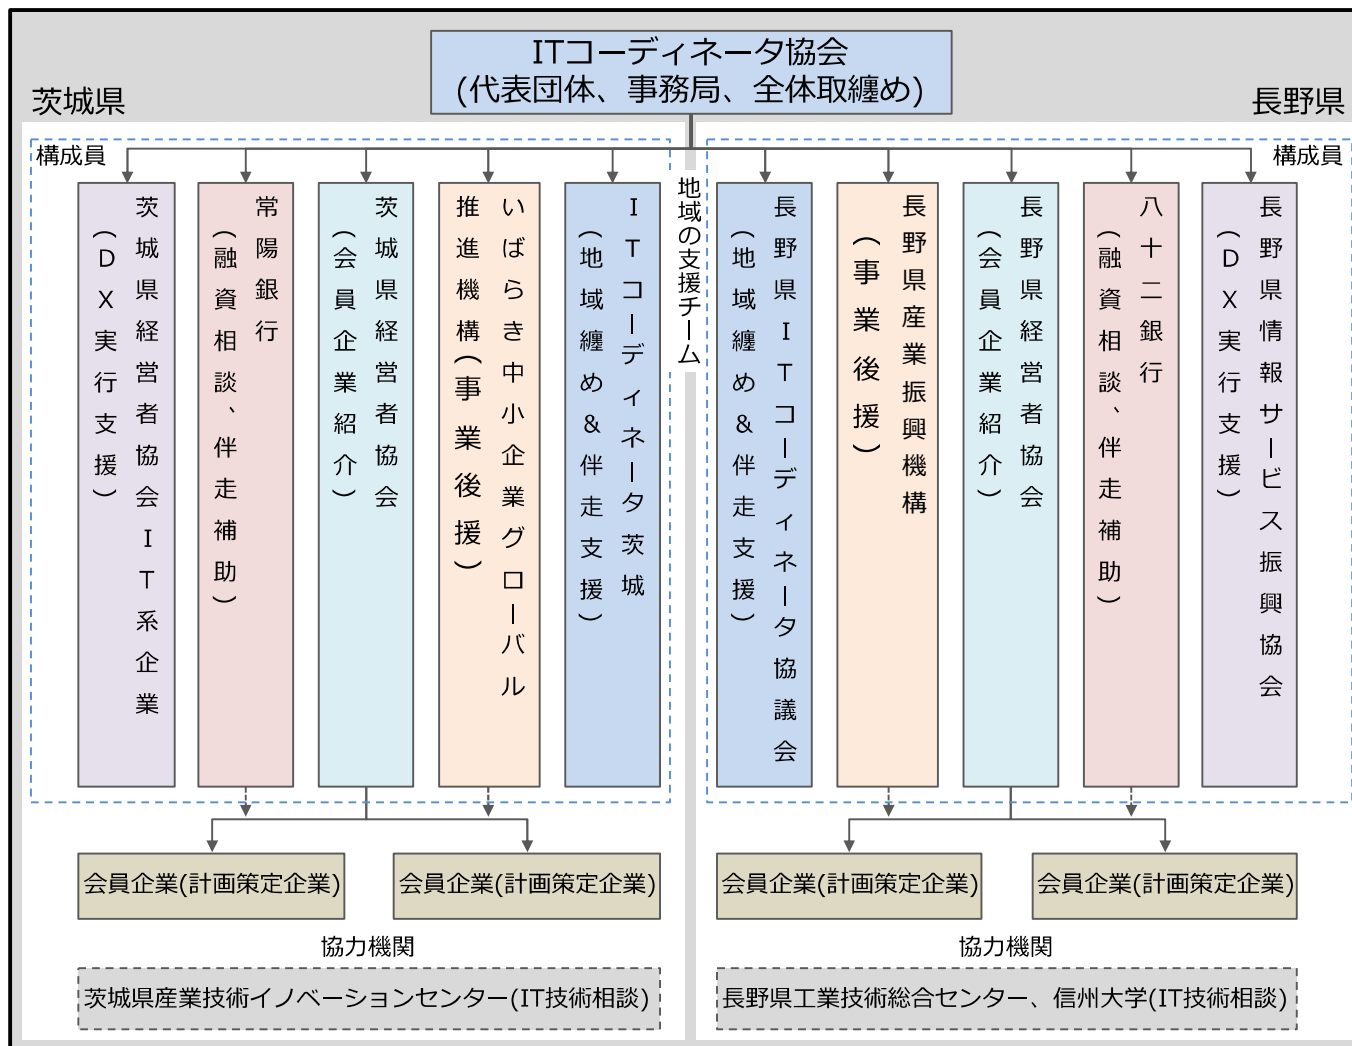 ITコーディネータ協会
(代表団体、事務局、全体取纏め)
茨城県
長野県
構成員
構成員
地域の支援チーム
茨城県経営者協会IT系企業
(DX実行支援)
常陽銀行
(融資相談、伴走補助)
茨城県経営者協会
(会員企業紹介)
いばらき中小企業グローバル
推進機構(事業後援)
ITコーディネータ茨城
(地域纏め&伴走支援)
長野県ITコーディネータ協議会
(地域纏め&伴走支援)
長野県産業振興機構
(事業後援)
長野県経営者協会
(会員企業紹介)
八十二銀行
(融資相談、伴走補助)
長野県情報サービス振興協会
(DX実行支援)
会員企業(計画策定企業)
会員企業(計画策定企業)
会員企業(計画策定企業)
会員企業(計画策定企業)
協力機関
協力機関
茨城県産業技術イノベーションセンター(IT技術相談)
長野県工業技術総合センター、信州大学(IT技術相談)